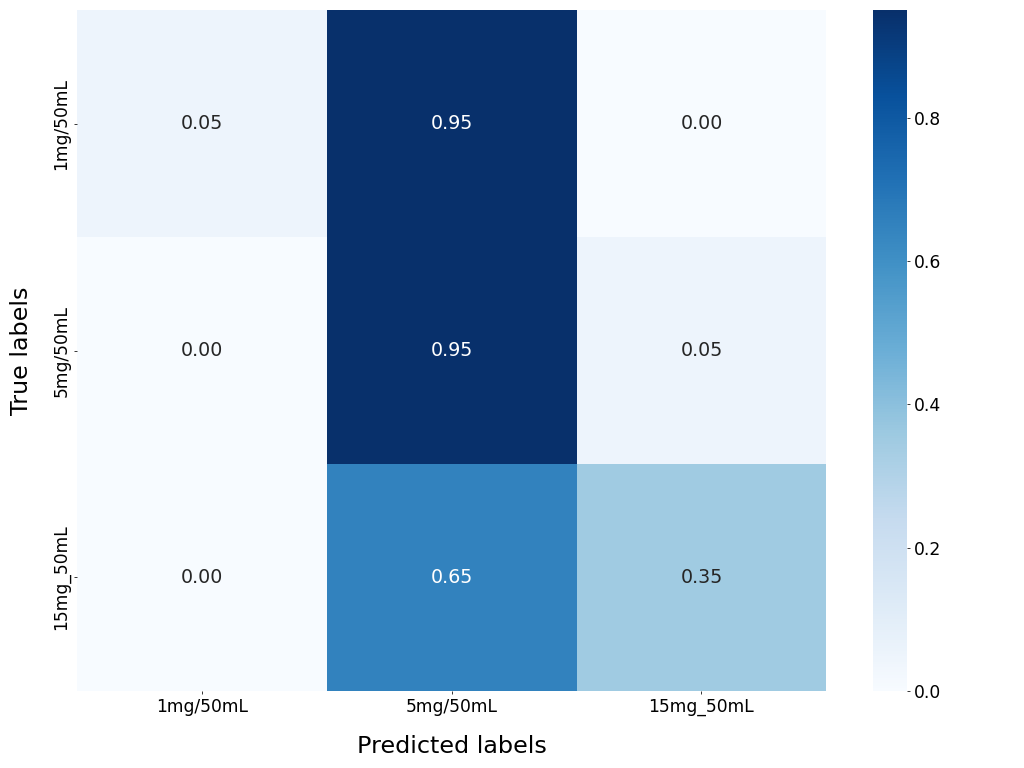 True labels
1mg/50mL
0.05 0.95 0.00
5mg/50mL
0.00 0.95 0.05
15mg_50mL
0.00 0.65 0.35
1mg/50mL 5mg/50mL 15mg_50mL
Predicted labels
0.8
0.6
0.4
0.2
0.0